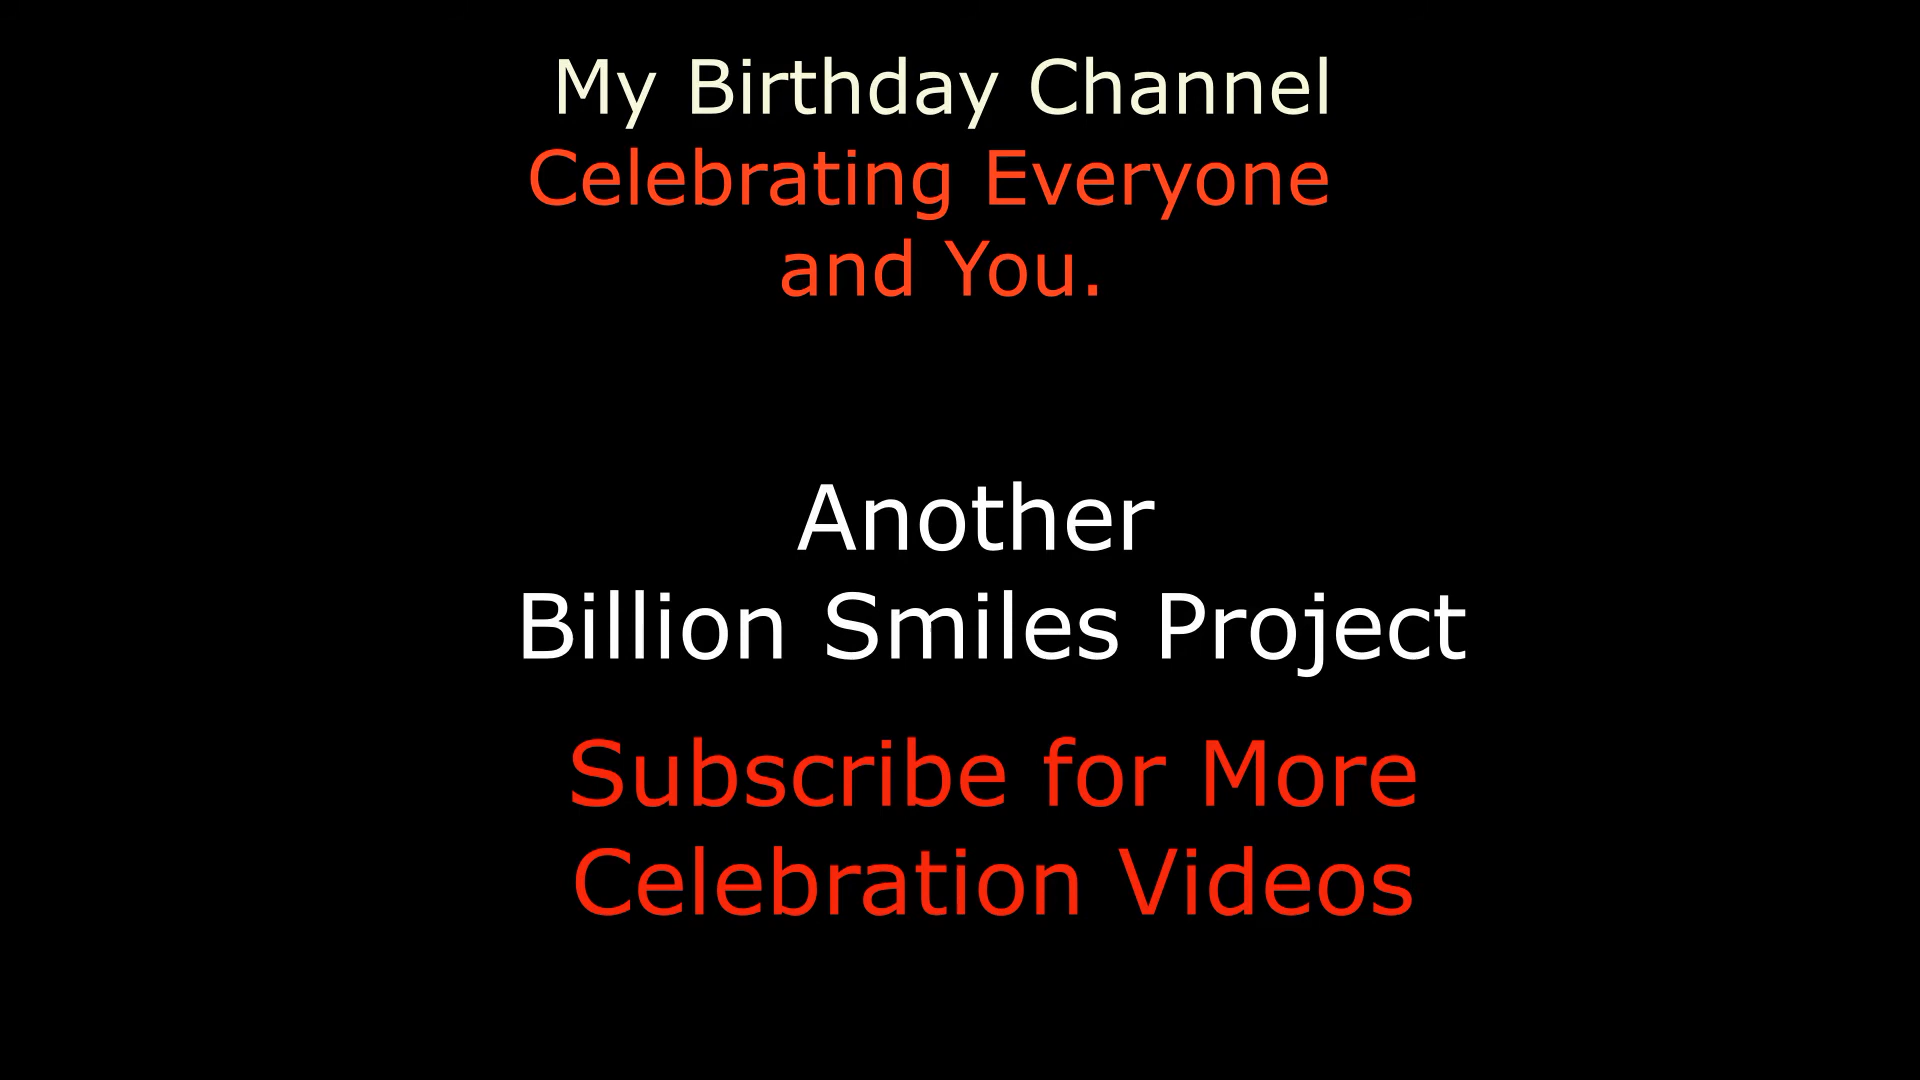 My Birthday Channel
Celebrating Everyone
and You.
Another
Billion Smiles Project
Subscribe for More
Celebration Videos